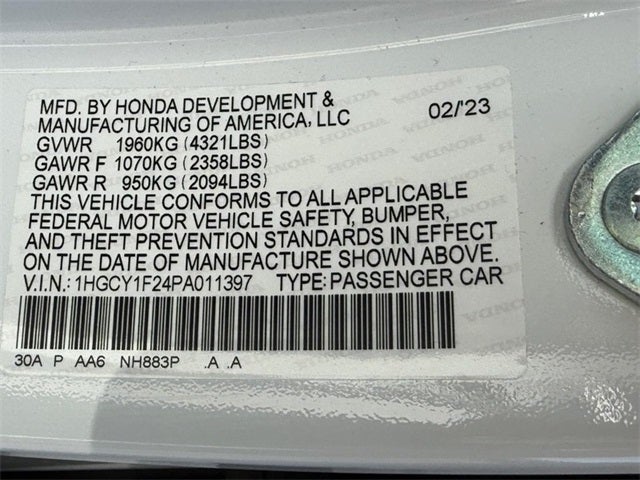 MFD. BY HONDA DEVELOPMENT & 02/'23
MANUFACTURING OF AMERICA, LLC
GVWR 1960KG (4321LBS)
GAWR F 1070KG (2358LBS)
GAWR R 950KG (2094LBS)
THIS VEHICLE CONFORMS TO ALL APPLICABLE
FEDERAL MOTOR VEHICLE SAFETY, BUMPER,
AND THEFT PREVENTION STANDARDS IN EFFECT
ON THE DATE OF MANUFACTURE SHOWN ABOVE.
V.I.N.: 1HGCY1F24PA011397 TYPE: PASSENGER CAR
30A P AA6 NH883P .A .A